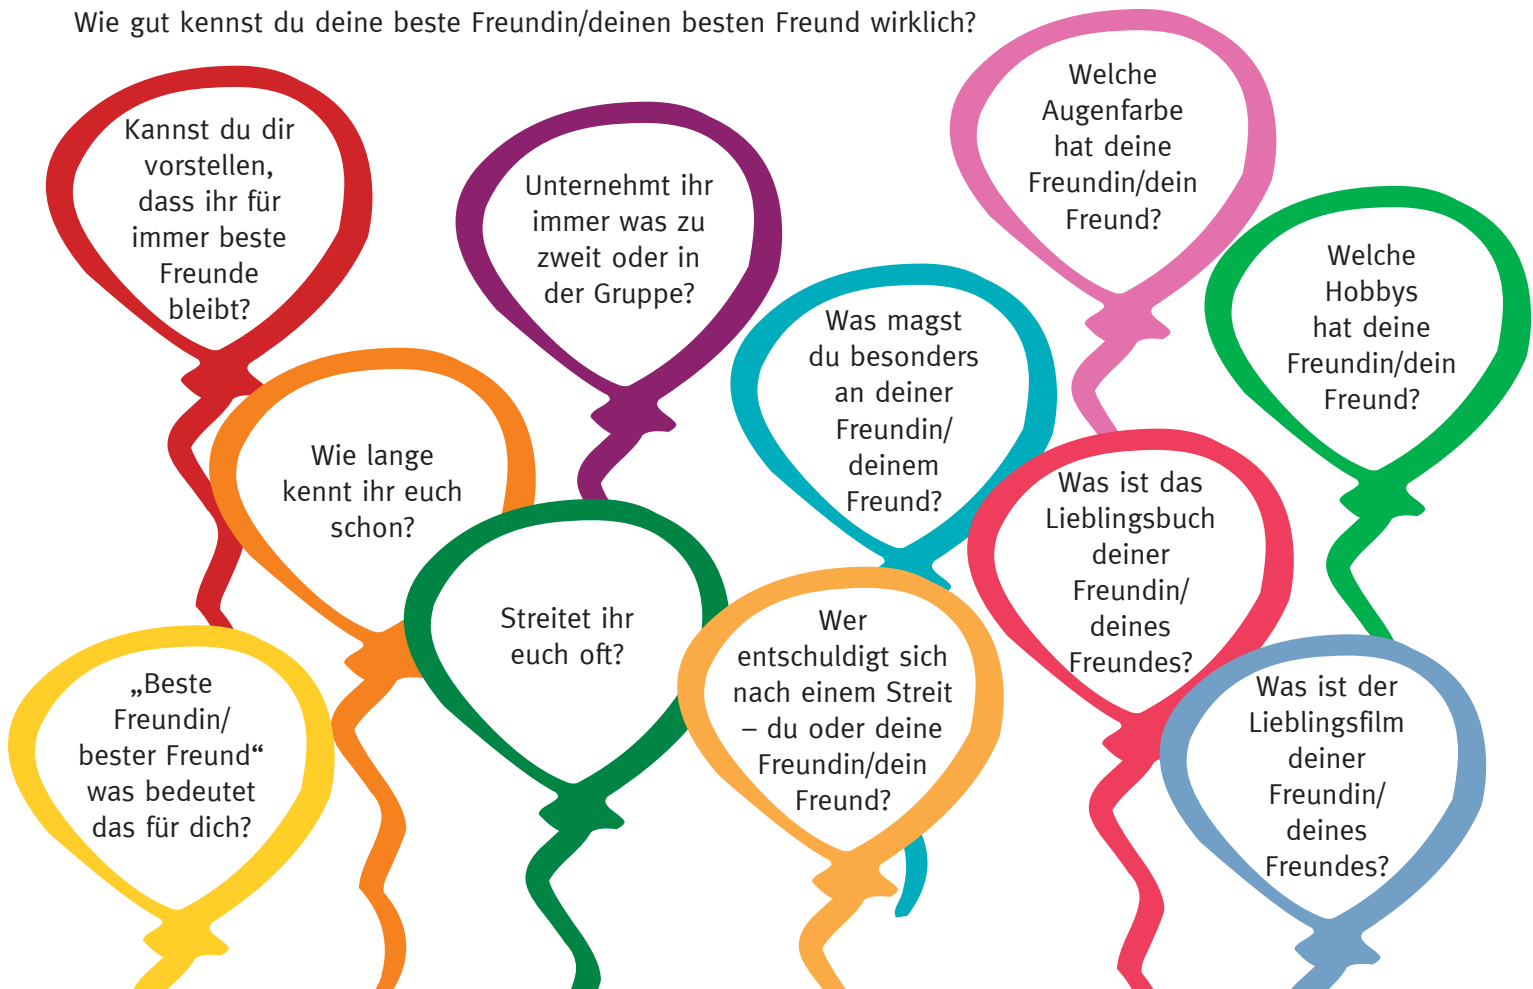 Wie gut kennst du deine beste Freundin/deinen besten Freund wirklich?
Kannst du dir
vorstellen,
dass ihr für
immer beste
Freunde
bleibt?
Unternehmt ihr
immer was zu
zweit oder in
der Gruppe?
Welche
Augenfarbe
hat deine
Freundin/dein
Freund?
Welche
Hobbys
hat deine
Freundin/dein
Freund?
Was magst
du besonders
an deiner
Freundin/
deinem
Freund?
Wie lange
kennt ihr euch
schon?
Was ist das
Lieblingsbuch
deiner
Freundin/
deines
Freundes?
Streitet ihr
euch oft?
Wer
entschuldigt sich
nach einem Streit
– du oder deine
Freundin/dein
Freund?
„Beste
Freundin/
bester Freund“
was bedeutet
das für dich?
Was ist der
Lieblingsfilm
deiner
Freundin/
deines
Freundes?